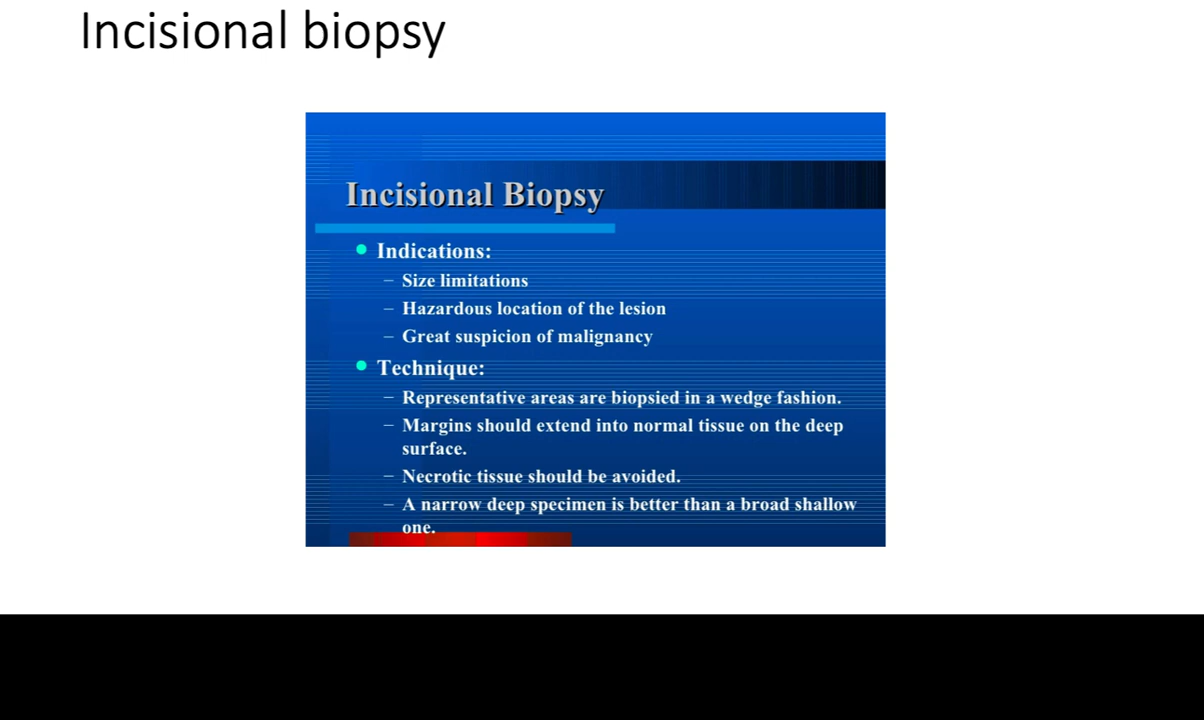 Incisional biopsy
Incisional Biopsy
Indications:
– Size limitations
– Hazardous location of the lesion
– Great suspicion of malignancy
Technique:
– Representative areas are biopsied in a wedge fashion.
– Margins should extend into normal tissue on the deep
surface.
– Necrotic tissue should be avoided.
– A narrow deep specimen is better than a broad shallow
one.